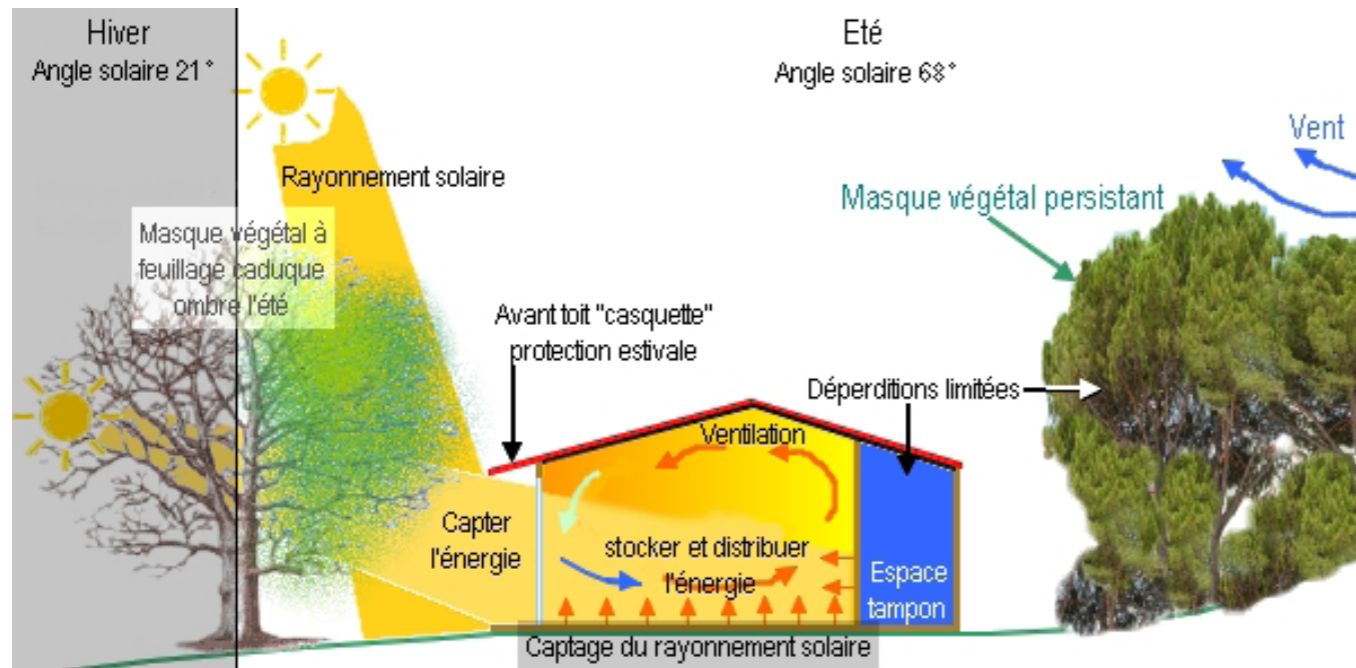 Hiver
Angle solaire 21°
Eté
Angle solaire 68°
Vent
Rayonnement solaire
Masque végétal persistant
Masque végétal à
feuillage caduque
ombre l'été
Avant toit "casquette"
protection estivale
Déperditions limitées
Ventilation
Capter
l'énergie
stocker et distribuer
l'énergie
Espace
tampon
Captage du rayonnement solaire